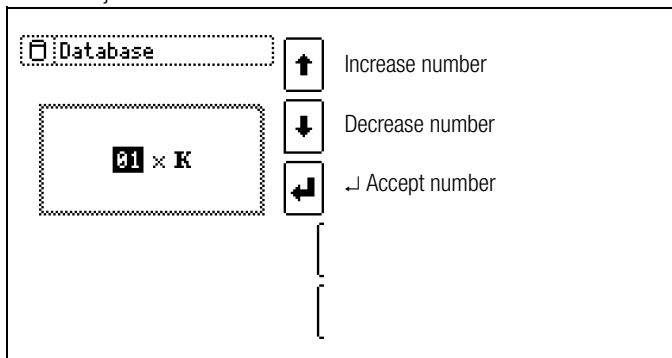 Database
Increase number
Decrease number
01 × K
↵ Accept number